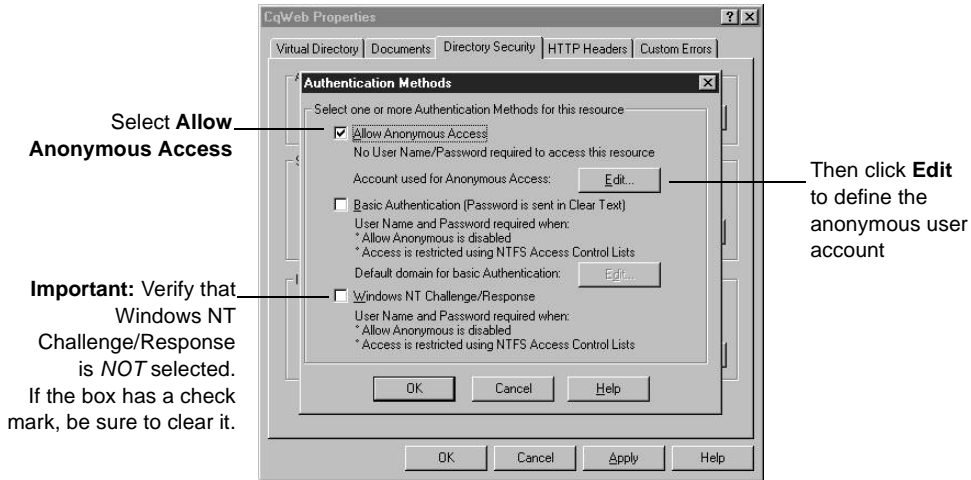 CqWeb Properties
Virtual Directory Documents Directory Security HTTP Headers Custom Errors
Authentication Methods
Select one or more Authentication Methods for this resource
Allow Anonymous Access
No User Name/Password required to access this resource
Account used for Anonymous Access: Edit...
Basic Authentication (Password is sent in Clear Text)
User Name and Password required when:
* Allow Anonymous is disabled
* Access is restricted using NTFS Access Control Lists
Default domain for basic Authentication: Edit...
Windows NT Challenge/Response
User Name and Password required when:
* Allow Anonymous is disabled
* Access is restricted using NTFS Access Control Lists
OK Cancel Help
OK Cancel Apply Help
Select Allow
Anonymous Access
Important: Verify that
Windows NT
Challenge/Response
is NOT selected.
If the box has a check
mark, be sure to clear it.
Then click Edit
to define the
anonymous user
account